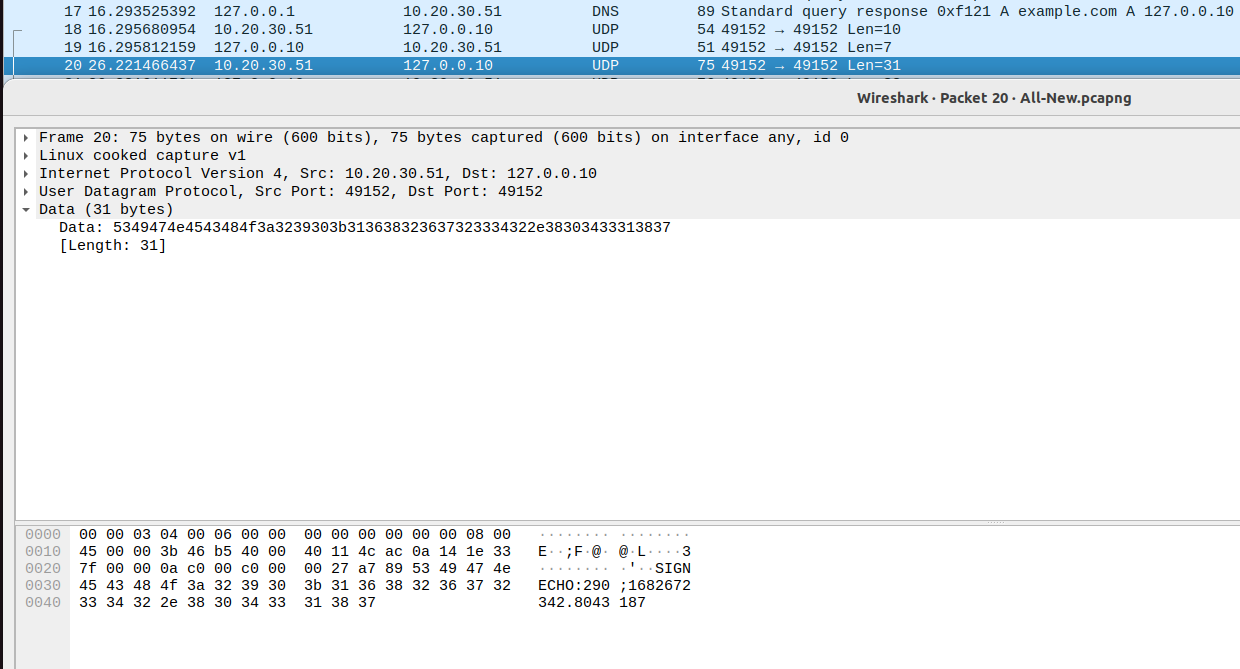 17 16.293525392 127.0.0.1 10.20.30.51 DNS 89 Standard query response 0xf121 A example.com A 127.0.0.10
18 16.295680954 10.20.30.51 127.0.0.10 UDP 54 49152 → 49152 Len=10
19 16.295812159 127.0.0.10 10.20.30.51 UDP 51 49152 → 49152 Len=7
20 26.221466437 10.20.30.51 127.0.0.10 UDP 75 49152 → 49152 Len=31
Wireshark · Packet 20 · All-New.pcapng
Frame 20: 75 bytes on wire (600 bits), 75 bytes captured (600 bits) on interface any, id 0
Linux cooked capture v1
Internet Protocol Version 4, Src: 10.20.30.51, Dst: 127.0.0.10
User Datagram Protocol, Src Port: 49152, Dst Port: 49152
Data (31 bytes)
Data: 5349474e4543484f3a3239303b313638323637323334322e38303433313837
[Length: 31]
0000 00 00 03 04 00 06 00 00 00 00 00 00 00 00 08 00 ········ ········
0010 45 00 00 3b 46 b5 40 00 40 11 4c ac 0a 14 1e 33 E··;F·@· @·L····3
0020 7f 00 00 0a c0 00 c0 00 00 27 a7 89 53 49 47 4e ········ ·'··SIGN
0030 45 43 48 4f 3a 32 39 30 3b 31 36 38 32 36 37 32 ECHO:290 ;1682672
0040 33 34 32 2e 38 30 34 33 31 38 37 342.8043 187